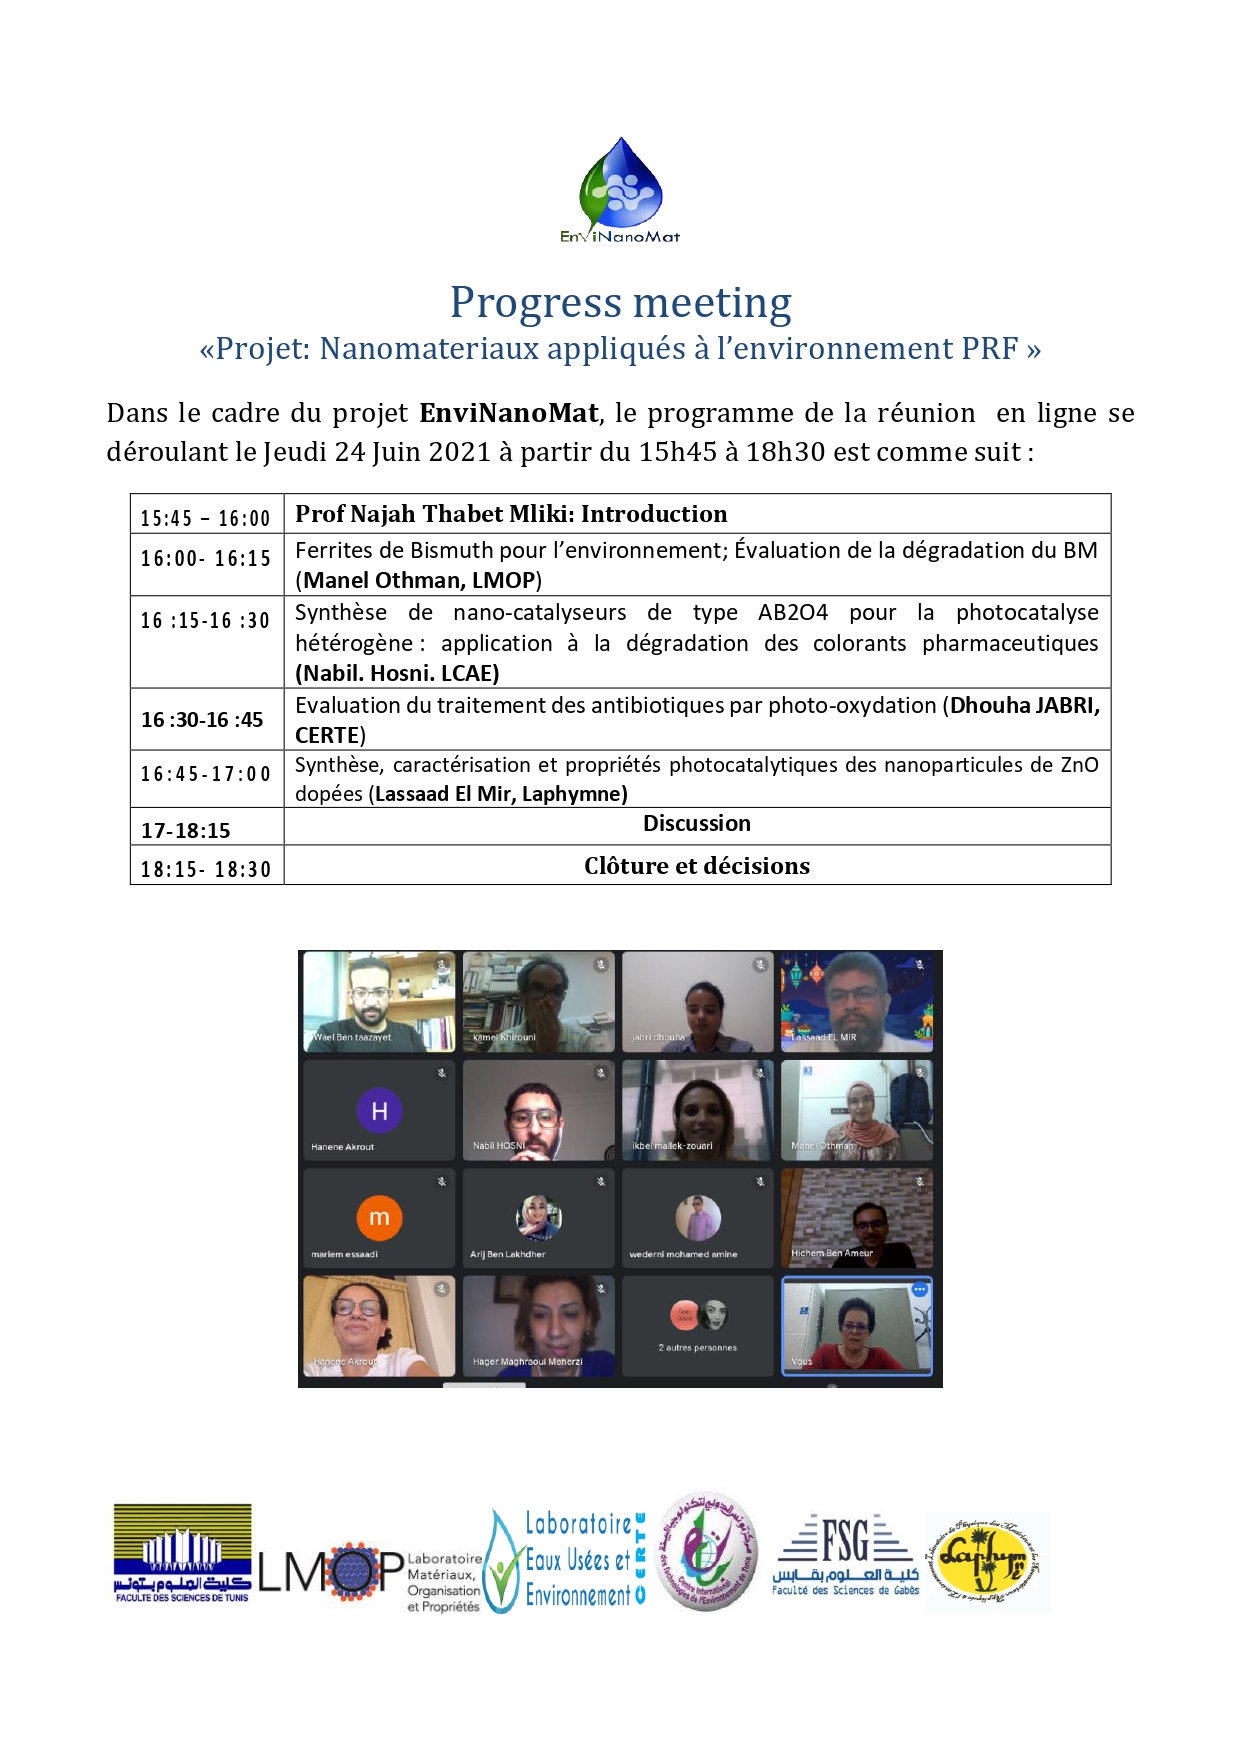 EnViNanoMat
Progress meeting
«Projet: Nanomateriaux appliqués à l’environnement PRF »
Dans le cadre du projet EnviNanoMat, le programme de la réunion en ligne se
déroulant le Jeudi 24 Juin 2021 à partir du 15h45 à 18h30 est comme suit :
15:45 – 16:00
Prof Najah Thabet Mliki: Introduction
16:00- 16:15
Ferrites de Bismuth pour l’environnement; Évaluation de la dégradation du BM
(Manel Othman, LMOP)
16 :15-16 :30
Synthèse de nano-catalyseurs de type AB2O4 pour la photocatalyse
hétérogène : application à la dégradation des colorants pharmaceutiques
(Nabil. Hosni. LCAE)
16 :30-16 :45
Evaluation du traitement des antibiotiques par photo-oxydation (Dhouha JABRI,
CERTE)
16:45-17:00
Synthèse, caractérisation et propriétés photocatalytiques des nanoparticules de ZnO
dopées (Lassaad El Mir, Laphymne)
17-18:15
Discussion
18:15- 18:30
Clôture et décisions
Wael Ben taazayet
kamel Khirouni
jabri dhouha
Lassaad EL MIR
H
Hanene Akrout
Nabil HOSNI
ikbel mallek-zouari
Manel Othman
m
mariem essaadi
Arij Ben Lakhdher
wederni mohamed amine
Hichem Ben Ameur
Hanene Akrout
Hager Maghraoui Meherzi
2 autres personnes
Vous
كليت العلوم بتونس
FACULTE DES SCIENCES DE TUNIS
LMOP
Laboratoire
Matériaux,
Organisation
et Propriétés
Laboratoire
Eaux Usées et
Environnement
CERTE
Centre International
des Technologies de l'Environnement de Tunis
FSG
كلية العلوم بقابس
Faculté des Sciences de Gabès